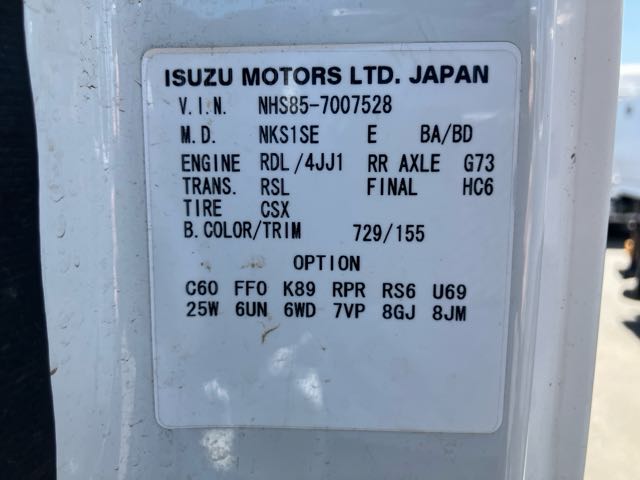 ISUZU MOTORS LTD. JAPAN
V.I.N. NHS85-7007528
M.D. NKS1SE E BA/BD
ENGINE RDL/4JJ1 RR AXLE G73
TRANS. RSL FINAL HC6
TIRE CSX
B.COLOR/TRIM 729/155
OPTION
C60 FF0 K89 RPR RS6 U69
25W 6UN 6WD 7VP 8GJ 8JM